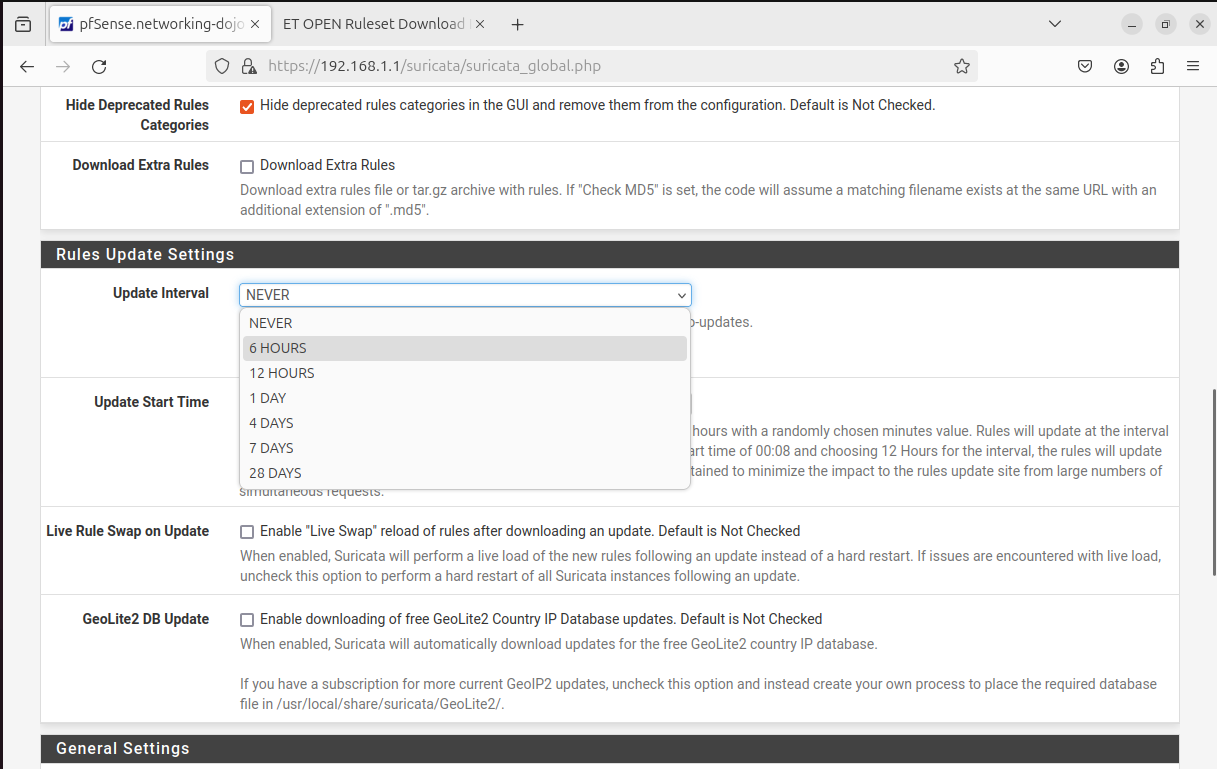 pfSense.networking-dojo
ET OPEN Ruleset Download
https://192.168.1.1/suricata/suricata_global.php
Hide Deprecated Rules
Categories
Hide deprecated rules categories in the GUI and remove them from the configuration. Default is Not Checked.
Download Extra Rules
Download Extra Rules
Download extra rules file or tar.gz archive with rules. If "Check MD5" is set, the code will assume a matching filename exists at the same URL with an
additional extension of ".md5".
Rules Update Settings
Update Interval
NEVER
-updates.
NEVER
6 HOURS
12 HOURS
1 DAY
4 DAYS
7 DAYS
28 DAYS
Update Start Time
hours with a randomly chosen minutes value. Rules will update at the interval
art time of 00:08 and choosing 12 Hours for the interval, the rules will update
tained to minimize the impact to the rules update site from large numbers of
simultaneous requests.
Live Rule Swap on Update
Enable "Live Swap" reload of rules after downloading an update. Default is Not Checked
When enabled, Suricata will perform a live load of the new rules following an update instead of a hard restart. If issues are encountered with live load,
uncheck this option to perform a hard restart of all Suricata instances following an update.
GeoLite2 DB Update
Enable downloading of free GeoLite2 Country IP Database updates. Default is Not Checked
When enabled, Suricata will automatically download updates for the free GeoLite2 country IP database.
If you have a subscription for more current GeoIP2 updates, uncheck this option and instead create your own process to place the required database
file in /usr/local/share/suricata/GeoLite2/.
General Settings